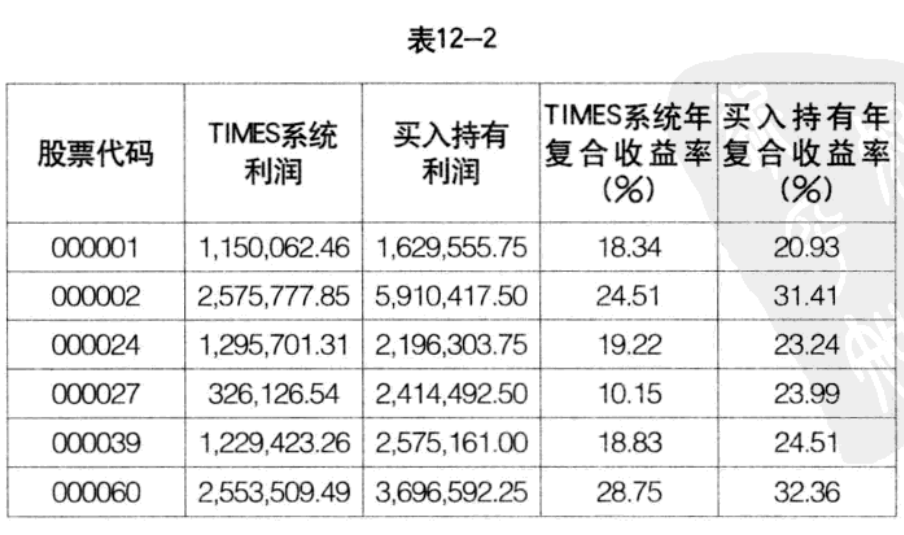 表12-2
股票代码 TIMES系统利润 买入持有利润 TIMES系统年复合收益率(%) 买入持有年复合收益率(%)
000001 1,150,062.46 1,629,555.75 18.34 20.93
000002 2,575,777.85 5,910,417.50 24.51 31.41
000024 1,295,701.31 2,196,303.75 19.22 23.24
000027 326,126.54 2,414,492.50 10.15 23.99
000039 1,229,423.26 2,575,161.00 18.83 24.51
000060 2,553,509.49 3,696,592.25 28.75 32.36